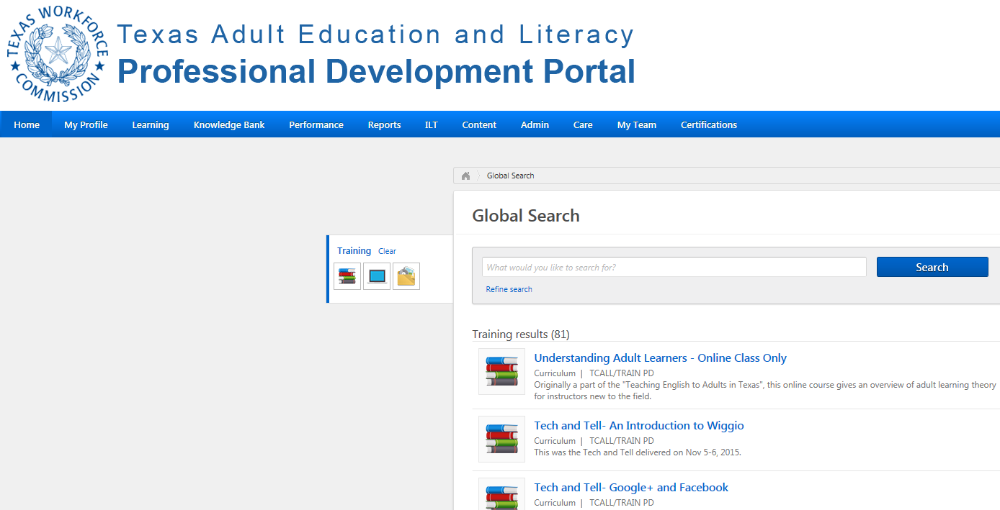 TEXAS WORKFORCE
COMMISSION
Texas Adult Education and Literacy
Professional Development Portal
Home My Profile Learning Knowledge Bank Performance Reports ILT Content Admin Care My Team Certifications
Global Search
Global Search
Training Clear
What would you like to search for?
Search
Refine search
Training results (81)
Understanding Adult Learners - Online Class Only
Curriculum | TCALL/TRAIN PD
Originally a part of the "Teaching English to Adults in Texas", this online course gives an overview of adult learning theory
for instructors new to the field.
Tech and Tell- An Introduction to Wiggio
Curriculum | TCALL/TRAIN PD
This was the Tech and Tell delivered on Nov 5-6, 2015.
Tech and Tell- Google+ and Facebook
Curriculum | TCALL/TRAIN PD